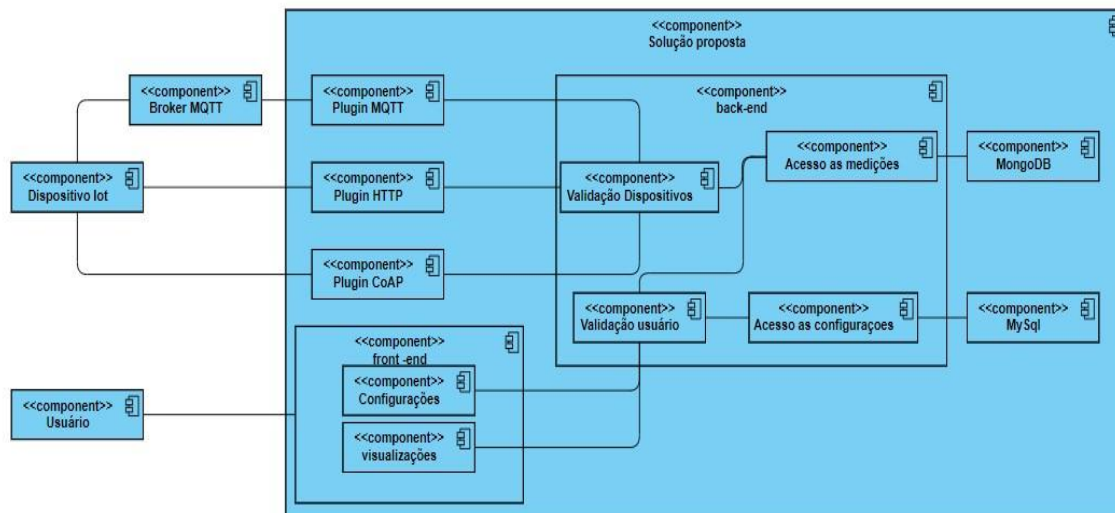 <<component>>
Solução proposta
<<component>>
Broker MQTT
<<component>>
Plugin MQTT
<<component>>
back-end
<<component>>
Acesso as medições
<<component>>
MongoDB
<<component>>
Dispositivo Iot
<<component>>
Plugin HTTP
<<component>>
Validação Dispositivos
<<component>>
Plugin CoAP
<<component>>
Validação usuário
<<component>>
Acesso as configuraçoes
<<component>>
MySql
<<component>>
front -end
<<component>>
Configurações
<<component>>
Usuário
<<component>>
visualizações